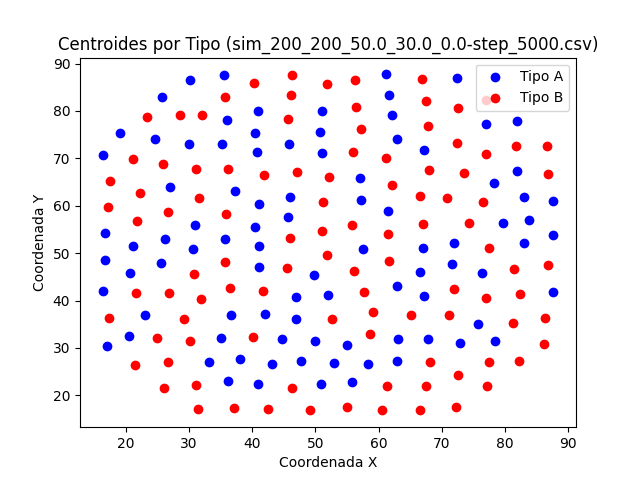 Centroides por Tipo (sim_200_200_50.0_30.0_0.0-step_5000.csv)
Tipo A
Tipo B
90
80
70
60
50
40
30
20
Coordenada Y
20 30 40 50 60 70 80 90
Coordenada X